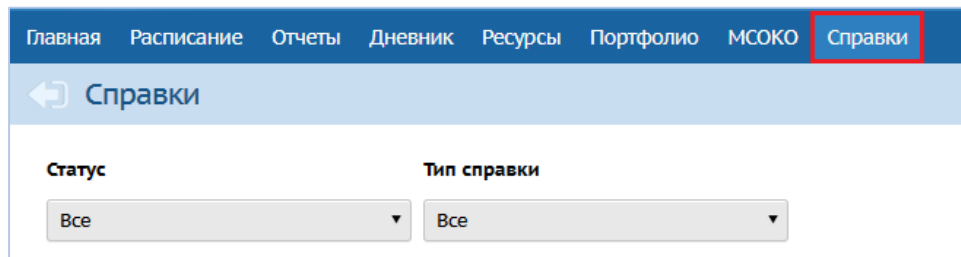 Главная Расписание Отчеты Дневник Ресурсы Портфолио МСОКО Справки
Справки
Статус Тип справки
Все Все